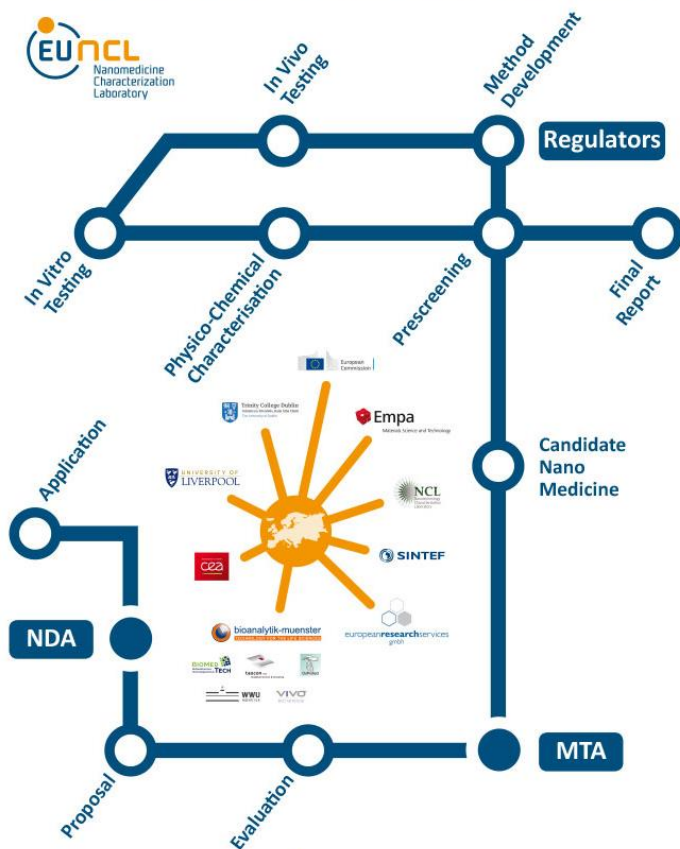 EUNCL
Nanomedicine
Characterization
Laboratory
In Vivo
Testing
Method
Development
Regulators
In Vitro
Testing
Physico-Chemical
Characterisation
Prescreening
Final
Report
European
Commission
Trinity College Dublin
Empa
Materials Science and Technology
UNIVERSITY OF
LIVERPOOL
NCL
Candidate
Nano
Medicine
Application
cea
SINTEF
NDA
bioanalytik-muenster
europeanresearchservices
gmbh
BIOMED
TECH
WWU
MÜNSTER
VIVO
MTA
Proposal
Evaluation